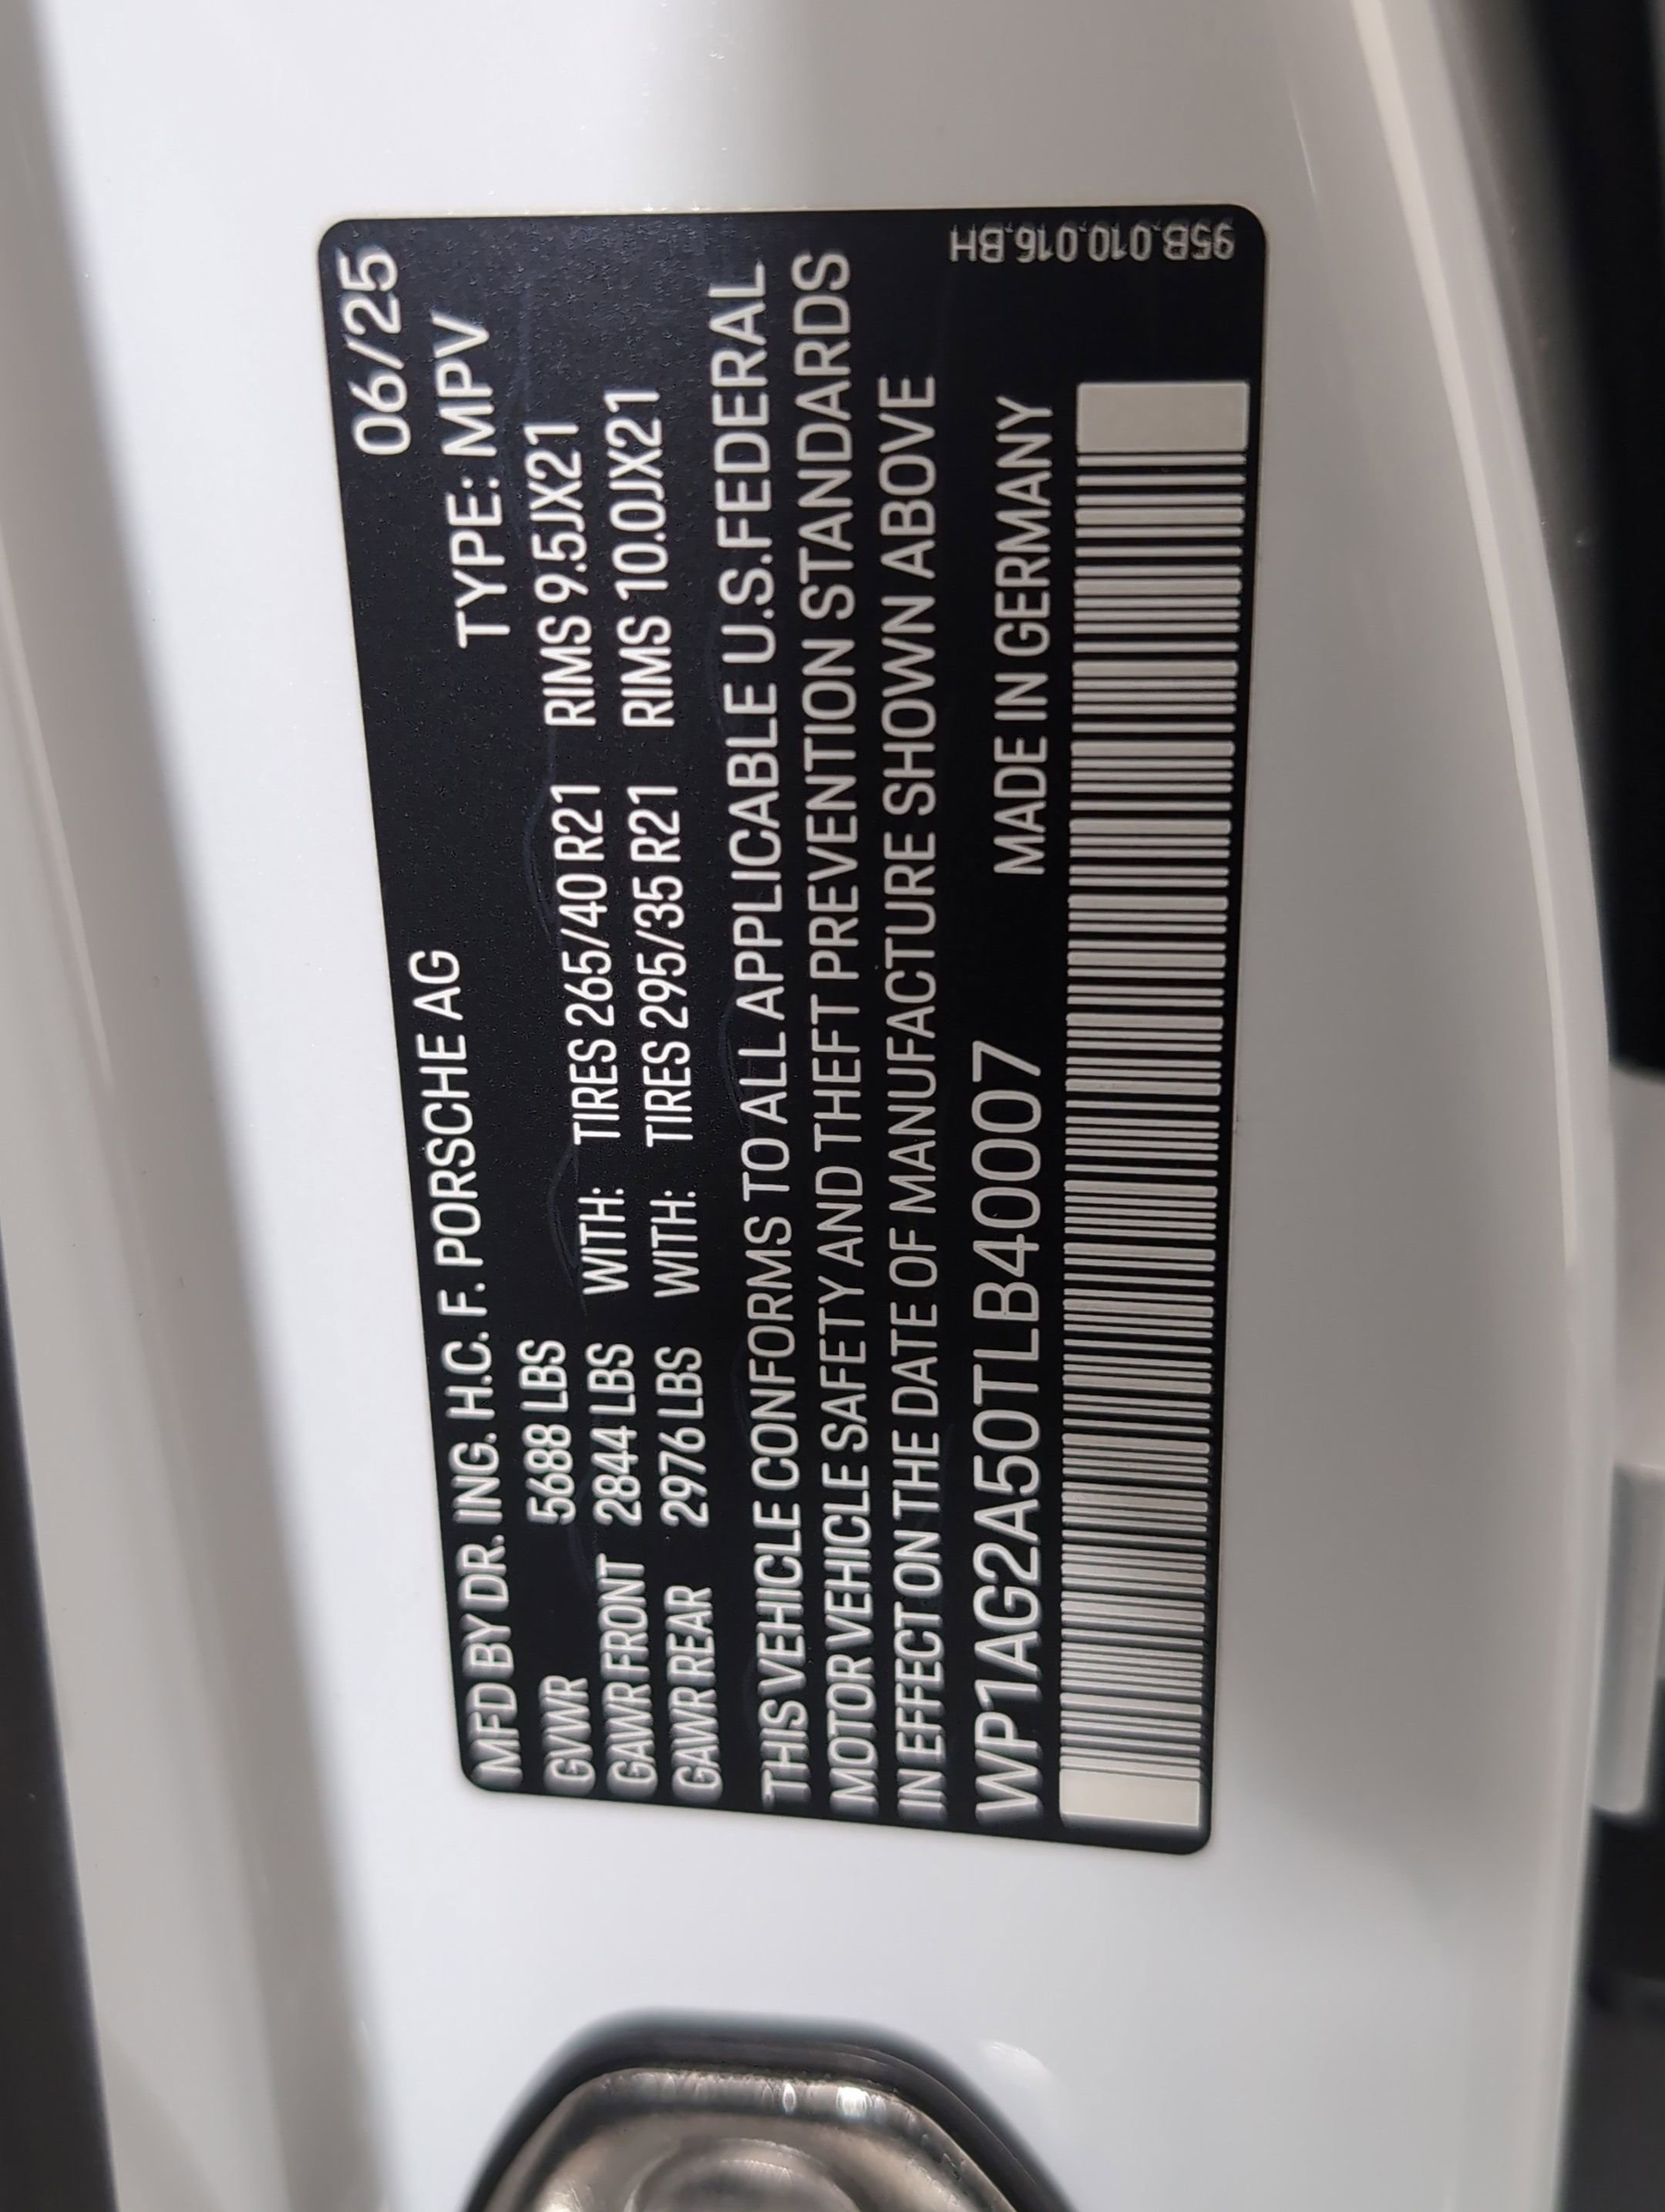 MFD BY DR. ING. H.C. F. PORSCHE AG 06/25
TYPE: MPV
GVWR 5688 LBS
GAWR FRONT 2844 LBS WITH: TIRES 265/40 R21 RIMS 9.5JX21
GAWR REAR 2976 LBS WITH: TIRES 295/35 R21 RIMS 10.0JX21
THIS VEHICLE CONFORMS TO ALL APPLICABLE U.S.FEDERAL
MOTOR VEHICLE SAFETY AND THEFT PREVENTION STANDARDS
IN EFFECT ON THE DATE OF MANUFACTURE SHOWN ABOVE
WP1AG2A50TLB40007 MADE IN GERMANY
95B.010.016.BH